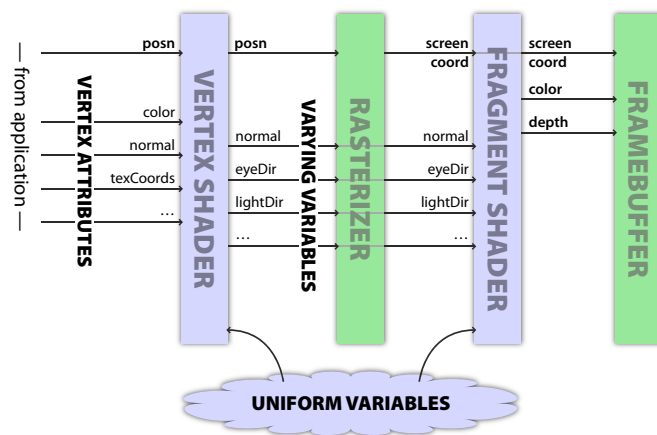 — from application —
VERTEX ATTRIBUTES
posn
color
normal
texCoords
…
VERTEX SHADER
posn
normal
eyeDir
lightDir
…
VARYING VARIABLES
RASTERIZER
screen
coord
normal
eyeDir
lightDir
…
FRAGMENT SHADER
screen
coord
color
depth
FRAMEBUFFER
UNIFORM VARIABLES